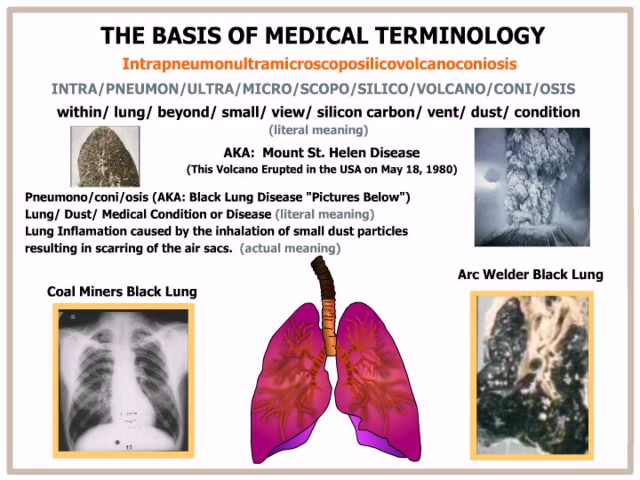 THE BASIS OF MEDICAL TERMINOLOGY
Intrapneumonultramicroscoposilicovolcanoconiosis
INTRA/PNEUMON/ULTRA/MICRO/SCOPO/SILICO/VOLCANO/CONI/OSIS
within/ lung/ beyond/ small/ view/ silicon carbon/ vent/ dust/ condition
(literal meaning)
AKA: Mount St. Helen Disease
(This Volcano Erupted in the USA on May 18, 1980)
Pneumono/coni/osis (AKA: Black Lung Disease "Pictures Below")
Lung/ Dust/ Medical Condition or Disease (literal meaning)
Lung Inflamation caused by the inhalation of small dust particles
resulting in scarring of the air sacs. (actual meaning)
Coal Miners Black Lung
Arc Welder Black Lung